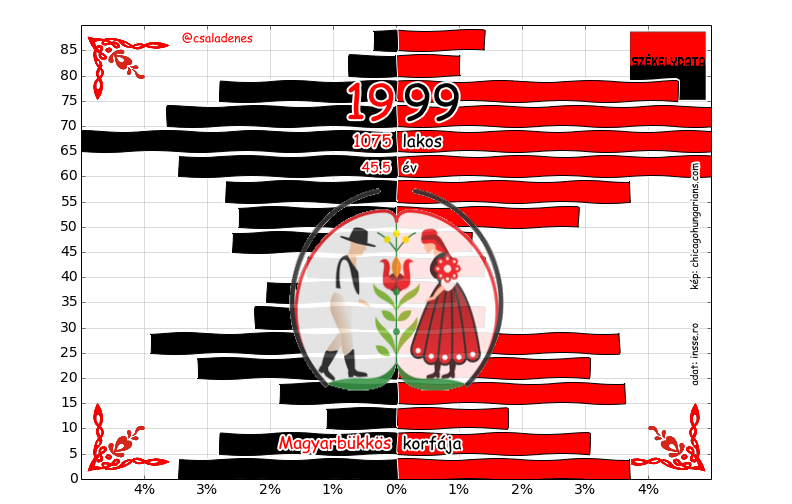 @csaladenes
SZÉKELYDATA
1999
1075 lakos
45.5 év
kép: chicagohungarians.com
adat: insse.ro
Magyarbükkös korfája
85
80
75
70
65
60
55
50
45
40
35
30
25
20
15
10
5
0
4% 3% 2% 1% 0% 1% 2% 3% 4%